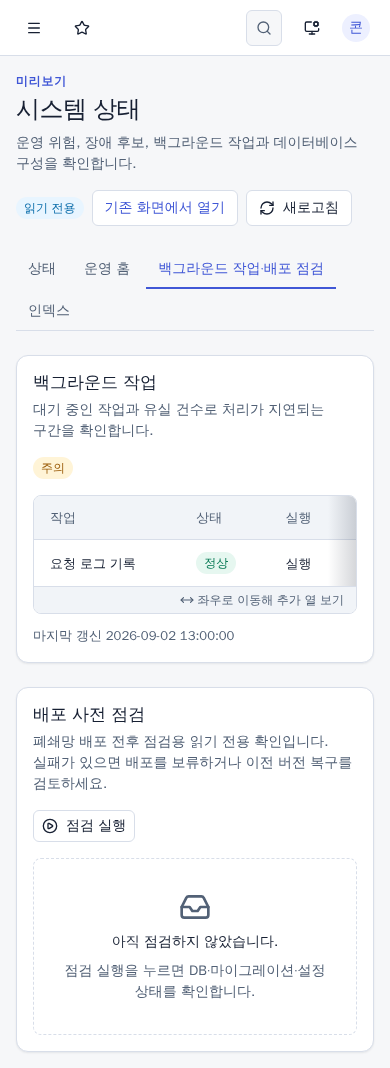 콘
미리보기
시스템 상태
운영 위험, 장애 후보, 백그라운드 작업과 데이터베이스
구성을 확인합니다.
읽기 전용
기존 화면에서 열기
새로고침
상태
운영 홈
백그라운드 작업·배포 점검
인덱스
백그라운드 작업
대기 중인 작업과 유실 건수로 처리가 지연되는
구간을 확인합니다.
주의
작업 상태 실행
요청 로그 기록 정상 실행
좌우로 이동해 추가 열 보기
마지막 갱신 2026-09-02 13:00:00
배포 사전 점검
폐쇄망 배포 전후 점검용 읽기 전용 확인입니다.
실패가 있으면 배포를 보류하거나 이전 버전 복구를
검토하세요.
점검 실행
아직 점검하지 않았습니다.
점검 실행을 누르면 DB·마이그레이션·설정
상태를 확인합니다.